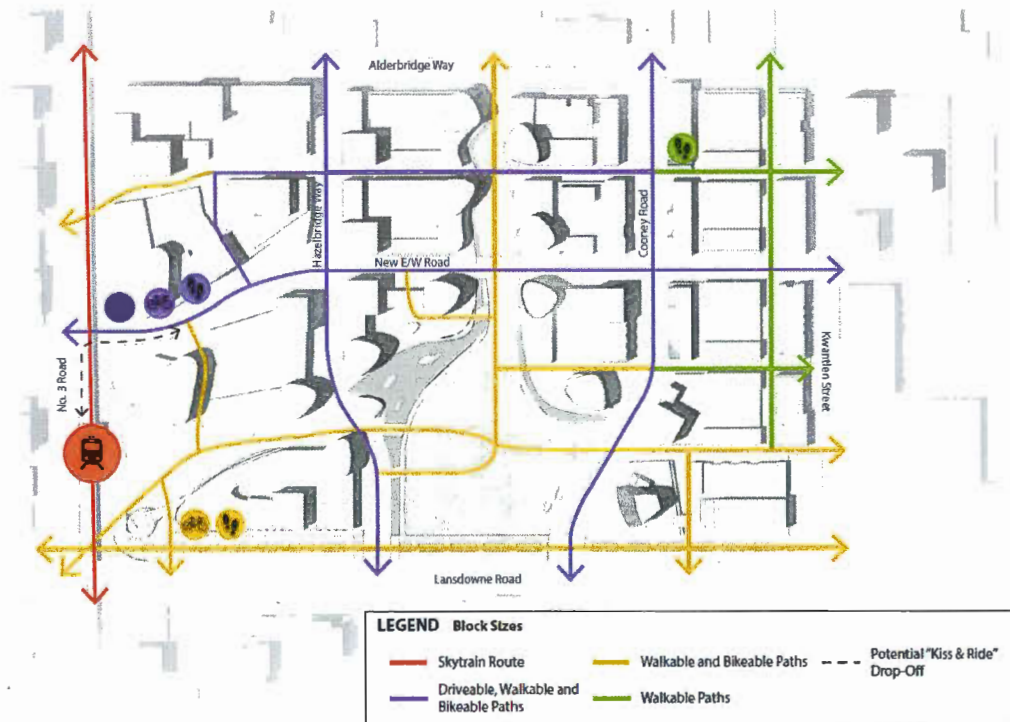 Alderbridge Way
Hazelbridge Way
Cooney Road
New E/W Road
No. 3 Road
Kwantlen Street
Lansdowne Road
LEGEND Block Sizes
Skytrain Route
Walkable and Bikeable Paths
Potential "Kiss & Ride"
Drop-Off
Driveable, Walkable and
Bikeable Paths
Walkable Paths